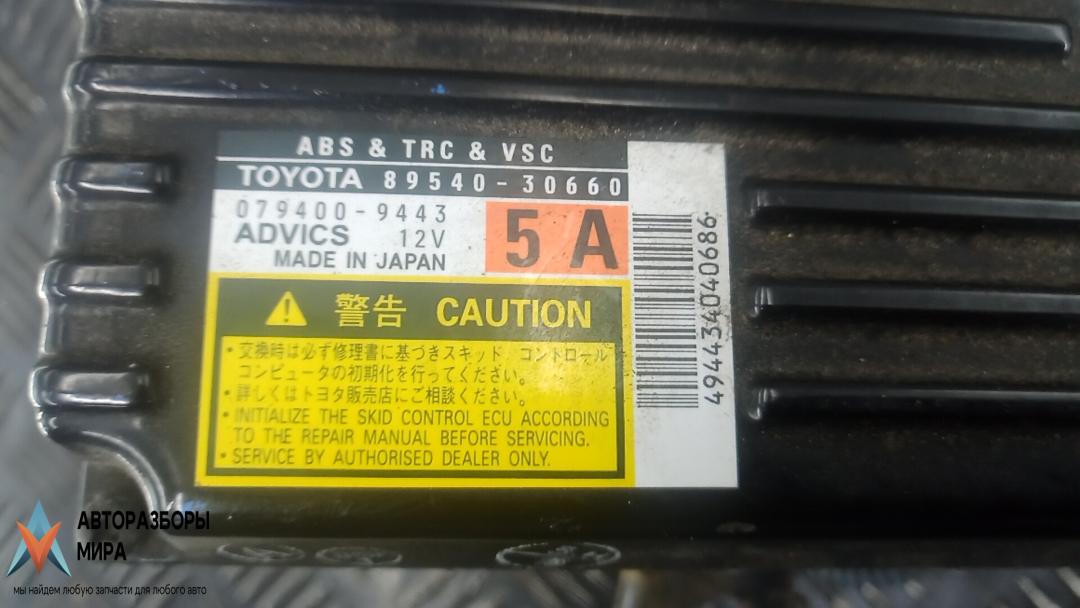 ABS & TRC & VSC
TOYOTA 89540-30660
079400-9443
ADVICS 12V
MADE IN JAPAN
5A
4944340406​86
警告 CAUTION
・交換時は必ず修理書に基づきスキッド コントロール
コンピュータの初期化を行ってください。
・詳しくはトヨタ販売店にご相談ください。
・INITIALIZE THE SKID CONTROL ECU ACCORDING
TO THE REPAIR MANUAL BEFORE SERVICING.
・SERVICE BY AUTHORISED DEALER ONLY.
АВТОРАЗБОРЫ
МИРА
мы найдем любую запчасти для любого авто